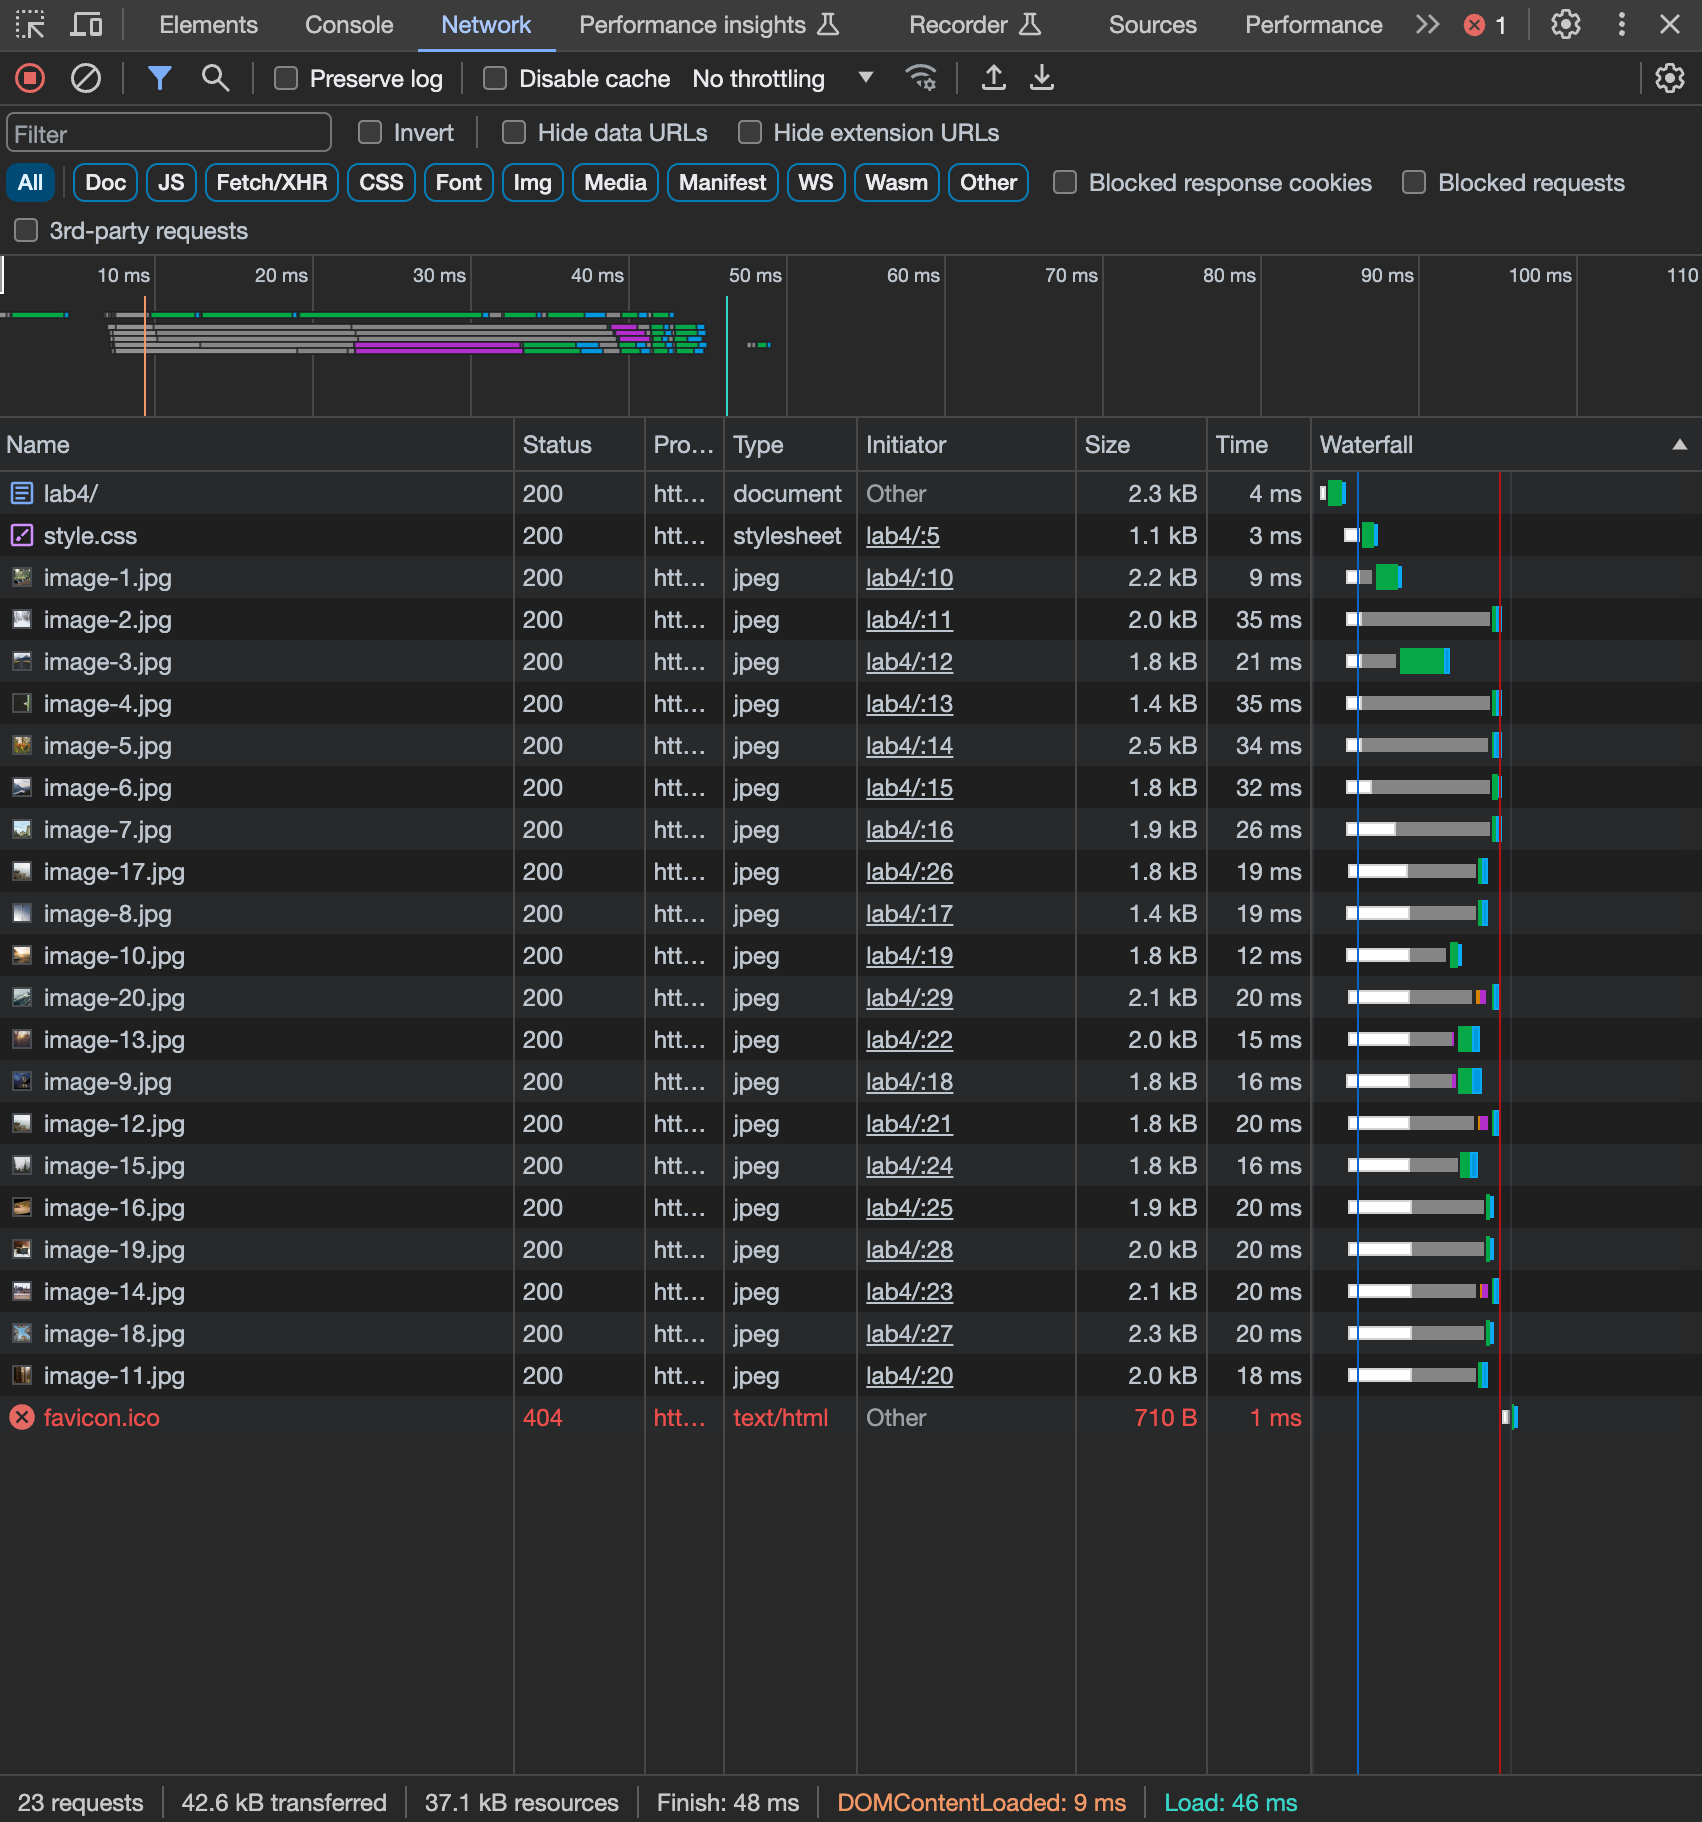 Elements Console Network Performance insights Recorder Sources Performance 1
Preserve log Disable cache No throttling
Filter Invert Hide data URLs Hide extension URLs
All Doc JS Fetch/XHR CSS Font Img Media Manifest WS Wasm Other Blocked response cookies Blocked requests
3rd-party requests
10 ms 20 ms 30 ms 40 ms 50 ms 60 ms 70 ms 80 ms 90 ms 100 ms 110
Name Status Pro... Type Initiator Size Time Waterfall
lab4/ 200 htt... document Other 2.3 kB 4 ms
style.css 200 htt... stylesheet lab4/:5 1.1 kB 3 ms
image-1.jpg 200 htt... jpeg lab4/:10 2.2 kB 9 ms
image-2.jpg 200 htt... jpeg lab4/:11 2.0 kB 35 ms
image-3.jpg 200 htt... jpeg lab4/:12 1.8 kB 21 ms
image-4.jpg 200 htt... jpeg lab4/:13 1.4 kB 35 ms
image-5.jpg 200 htt... jpeg lab4/:14 2.5 kB 34 ms
image-6.jpg 200 htt... jpeg lab4/:15 1.8 kB 32 ms
image-7.jpg 200 htt... jpeg lab4/:16 1.9 kB 26 ms
image-17.jpg 200 htt... jpeg lab4/:26 1.8 kB 19 ms
image-8.jpg 200 htt... jpeg lab4/:17 1.4 kB 19 ms
image-10.jpg 200 htt... jpeg lab4/:19 1.8 kB 12 ms
image-20.jpg 200 htt... jpeg lab4/:29 2.1 kB 20 ms
image-13.jpg 200 htt... jpeg lab4/:22 2.0 kB 15 ms
image-9.jpg 200 htt... jpeg lab4/:18 1.8 kB 16 ms
image-12.jpg 200 htt... jpeg lab4/:21 1.8 kB 20 ms
image-15.jpg 200 htt... jpeg lab4/:24 1.8 kB 16 ms
image-16.jpg 200 htt... jpeg lab4/:25 1.9 kB 20 ms
image-19.jpg 200 htt... jpeg lab4/:28 2.0 kB 20 ms
image-14.jpg 200 htt... jpeg lab4/:23 2.1 kB 20 ms
image-18.jpg 200 htt... jpeg lab4/:27 2.3 kB 20 ms
image-11.jpg 200 htt... jpeg lab4/:20 2.0 kB 18 ms
favicon.ico 404 htt... text/html Other 710 B 1 ms
23 requests 42.6 kB transferred 37.1 kB resources Finish: 48 ms DOMContentLoaded: 9 ms Load: 46 ms